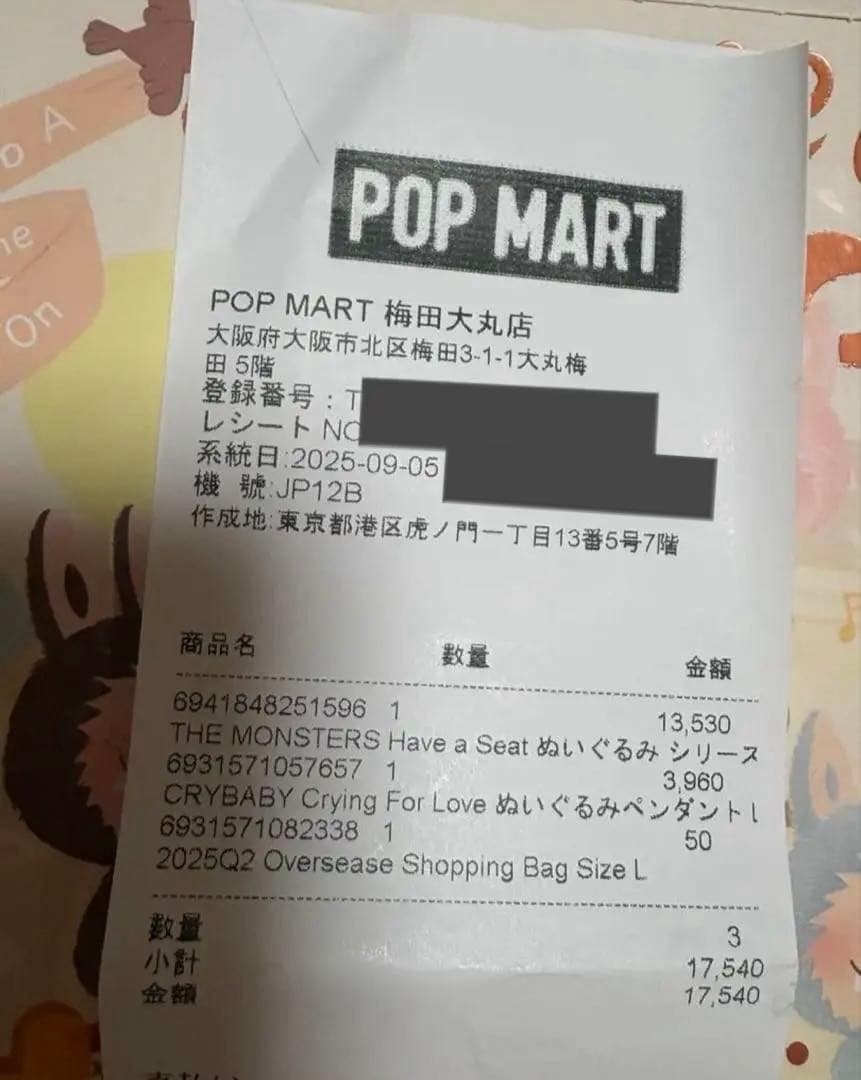 o A
he
On
POP MART
POP MART 梅田大丸店
大阪府大阪市北区梅田3-1-1大丸梅
田 5階
登録番号：T
レシート NO
系統日:2025-09-05
機 號:JP12B
作成地:東京都港区虎ノ門一丁目13番5号7階
商品名 数量 金額
6941848251596 1 13,530
THE MONSTERS Have a Seat ぬいぐるみ シリーズ
6931571057657 1 3,960
CRYBABY Crying For Love ぬいぐるみペンダント l
6931571082338 1 50
2025Q2 Oversease Shopping Bag Size L
数量 3
小計 17,540
金額 17,540